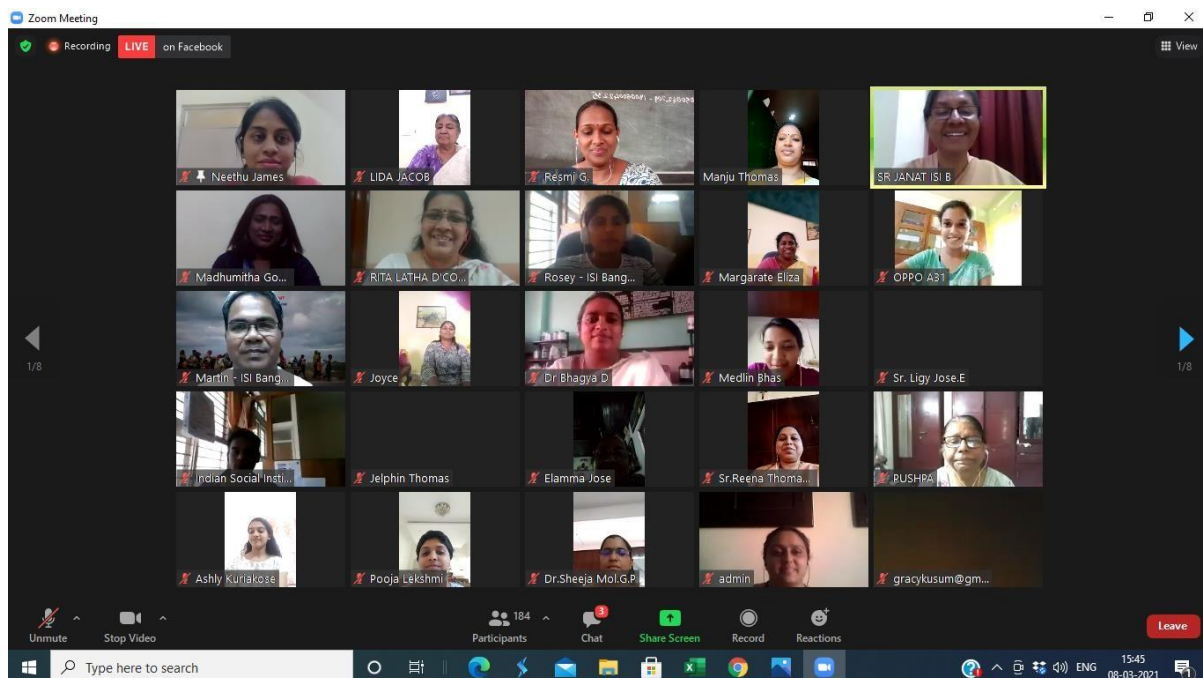 Zoom Meeting
Recording LIVE on Facebook
View
Neethu James
LIDA JACOB
Resmi G.
Manju Thomas
SR JANAT ISI B
Madhumitha Go...
RITA LATHA D'CO...
Rosey - ISI Bang...
Margarate Eliza
OPPO A31
Martin - ISI Bang...
Joyce
Dr Bhagya D
Medlin Bhas
Sr. Ligy Jose.E
1/8
1/8
Indian Social Insti...
Jelphin Thomas
Elamma Jose
Sr.Reena Thoma...
PUSHPA
Ashly Kuriakose
Pooja Lekshmi
Dr.Sheeja Mol.G.P
admin
gracykusum@gm...
Unmute
Stop Video
184
Participants
3
Chat
Share Screen
Record
Reactions
Leave
Type here to search
ENG
15:45
08-03-2021
1